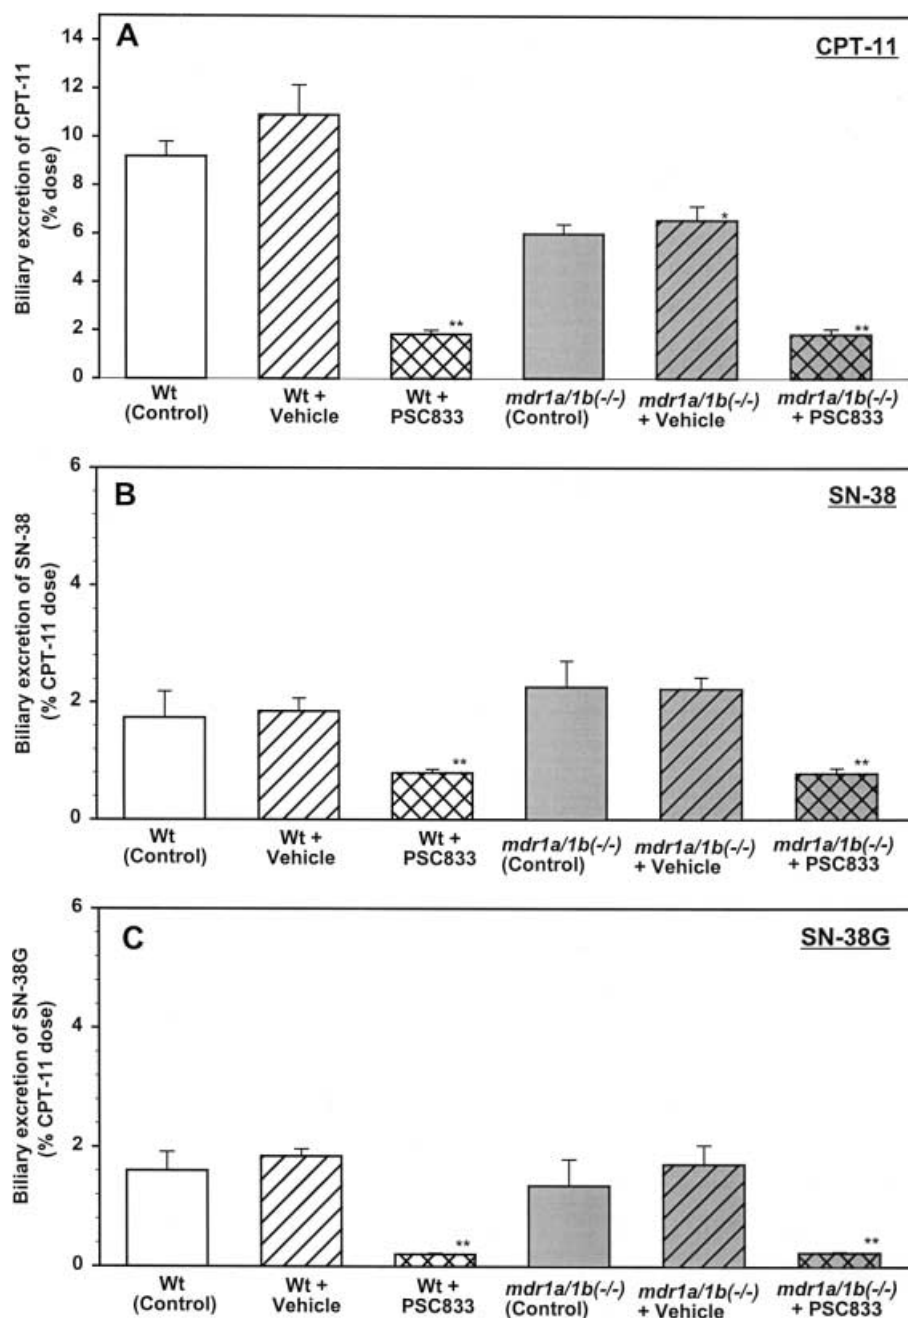 A
CPT-11
Biliary excretion of CPT-11
(% dose)
14
12
10
8
6
4
2
0
*
**
**
Wt
(Control)
Wt +
Vehicle
Wt +
PSC833
mdr1a/1b(-/-)
(Control)
mdr1a/1b(-/-)
+ Vehicle
mdr1a/1b(-/-)
+ PSC833
B
SN-38
Biliary excretion of SN-38
(% CPT-11 dose)
6
4
2
0
**
**
Wt
(Control)
Wt +
Vehicle
Wt +
PSC833
mdr1a/1b(-/-)
(Control)
mdr1a/1b(-/-)
+ Vehicle
mdr1a/1b(-/-)
+ PSC833
C
SN-38G
Biliary excretion of SN-38G
(% CPT-11 dose)
6
4
2
0
**
**
Wt
(Control)
Wt +
Vehicle
Wt +
PSC833
mdr1a/1b(-/-)
(Control)
mdr1a/1b(-/-)
+ Vehicle
mdr1a/1b(-/-)
+ PSC833